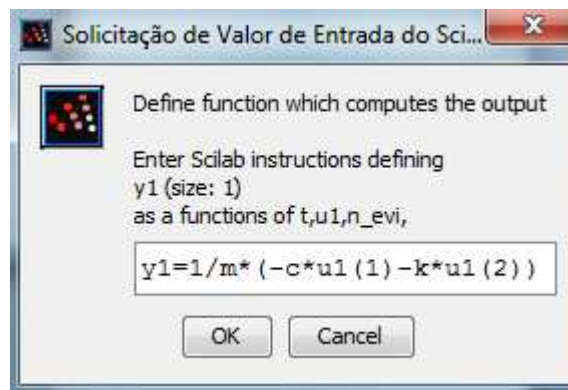 Solicitação de Valor de Entrada do Sci...
Define function which computes the output
Enter Scilab instructions defining
y1 (size: 1)
as a functions of t,u1,n_evi,
y1=1/m*(-c*u1(1)-k*u1(2))
OK
Cancel